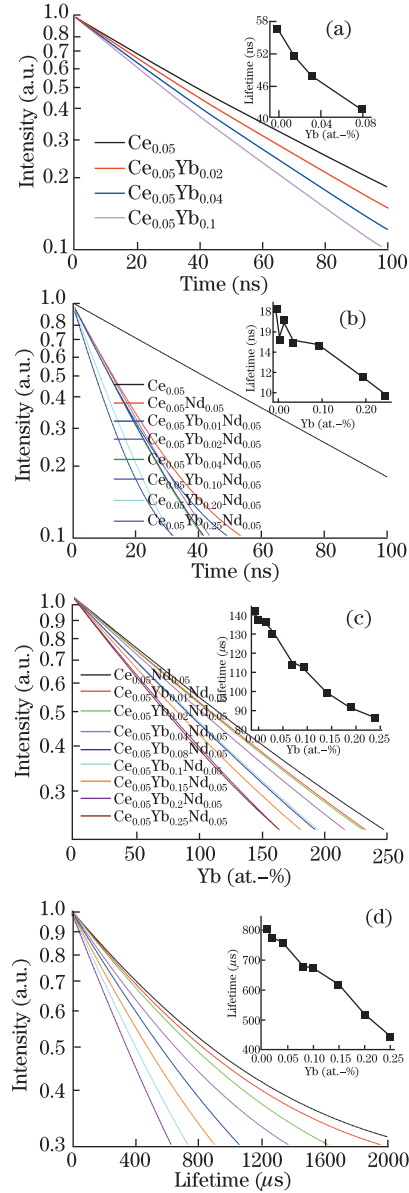 (a)
Intensity (a.u.)
1.0
0.8
0.6
0.5
0.4
0.3
0.2
0.1
Ce0.05
Ce0.05Yb0.02
Ce0.05Yb0.04
Ce0.05Yb0.1
0 20 40 60 80 100
Time (ns)
Lifetime (ns)
58
52
46
40
0.00 0.04 0.08
Yb (at.-%)
(b)
Intensity (a.u.)
1.0
0.8
0.7
0.6
0.5
0.4
0.3
0.2
0.1
Ce0.05
Ce0.05Nd0.05
Ce0.05Yb0.01Nd0.05
Ce0.05Yb0.02Nd0.05
Ce0.05Yb0.04Nd0.05
Ce0.05Yb0.10Nd0.05
Ce0.05Yb0.20Nd0.05
Ce0.05Yb0.25Nd0.05
0 20 40 60 80 100
Time (ns)
Lifetime (ns)
18
19
14
12
10
0.00 0.10 0.20
Yb (at.-%)
(c)
Intensity (a.u.)
1.0
0.9
0.8
0.7
0.6
0.5
0.4
0.3
Ce0.05Nd0.05
Ce0.05Yb0.01Nd0.05
Ce0.05Yb0.02Nd0.05
Ce0.05Yb0.04Nd0.05
Ce0.05Yb0.08Nd0.05
Ce0.05Yb0.1Nd0.05
Ce0.05Yb0.15Nd0.05
Ce0.05Yb0.2Nd0.05
Ce0.05Yb0.25Nd0.05
0 50 100 150 200 250
Yb (at.-%)
Lifetime (μs)
140
130
120
110
100
90
80
0.00 0.04 0.08 0.12 0.16 0.20 0.24
Yb (at.-%)
(d)
Intensity (a.u.)
1.0
0.9
0.8
0.7
0.6
0.5
0.4
0.3
0 400 800 1200 1600 2000
Lifetime (μs)
Lifetime (μs)
800
700
600
500
400
0.00 0.05 0.10 0.15 0.20 0.25
Yb (at.-%)